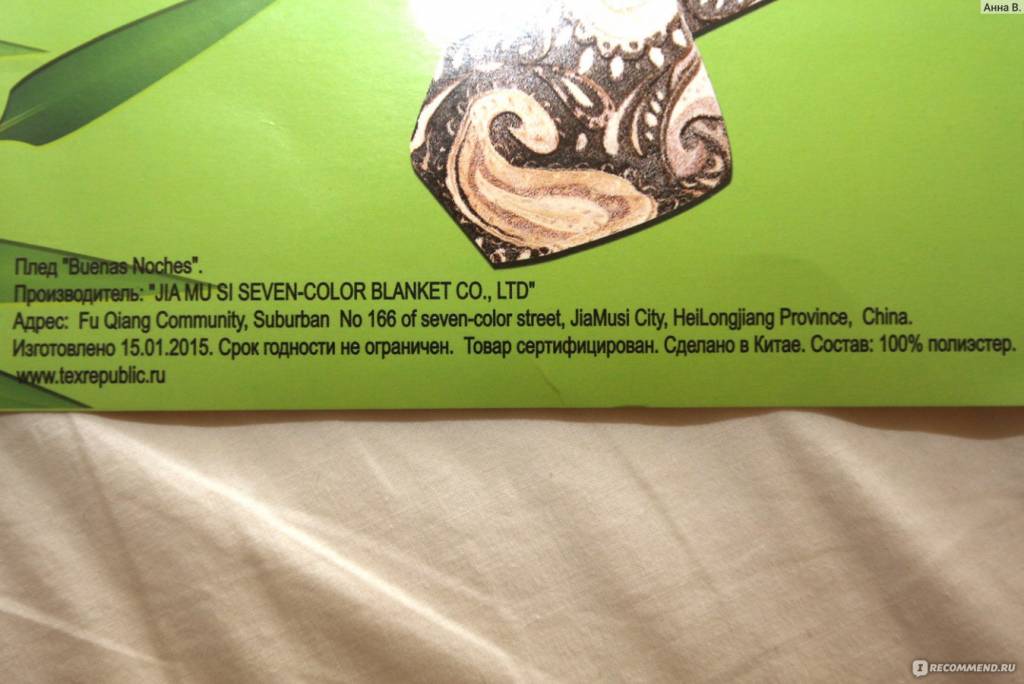 Анна В.
Плед "Buenas Noches".
Производитель: "JIA MU SI SEVEN-COLOR BLANKET CO., LTD"
Адрес: Fu Qiang Community, Suburban No 166 of seven-color street, JiaMusi City, HeiLongjiang Province, China.
Изготовлено 15.01.2015. Срок годности не ограничен. Товар сертифицирован. Сделано в Китае. Состав: 100% полиэстер.
www.texrepublic.ru
IRECOMMEND.RU